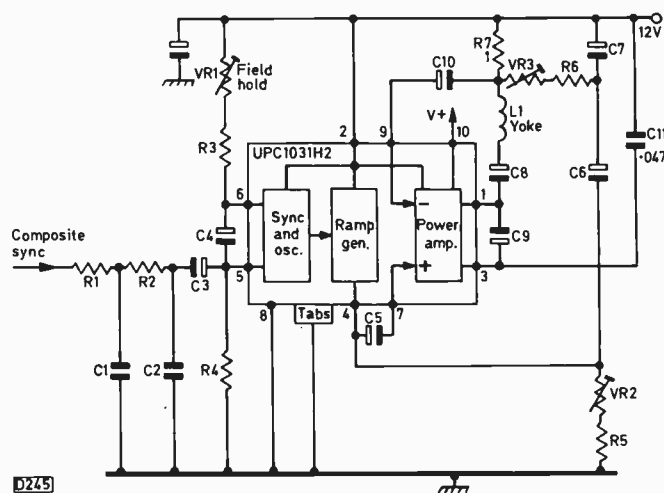 12V
R7
1
C7
C10
VR3
R6
VR1
Field
hold
9
V+
L1
Yoke
C11
.047
2
10
R3
UPC1031H2
C8
C6
6
−
1
C4
Sync
and
osc.
Ramp
gen.
Power
amp.
C9
Composite
sync
+
R1
R2
C3
5
3
8
Tabs
4
C5
7
C1
C2
R4
VR2
R5
D245